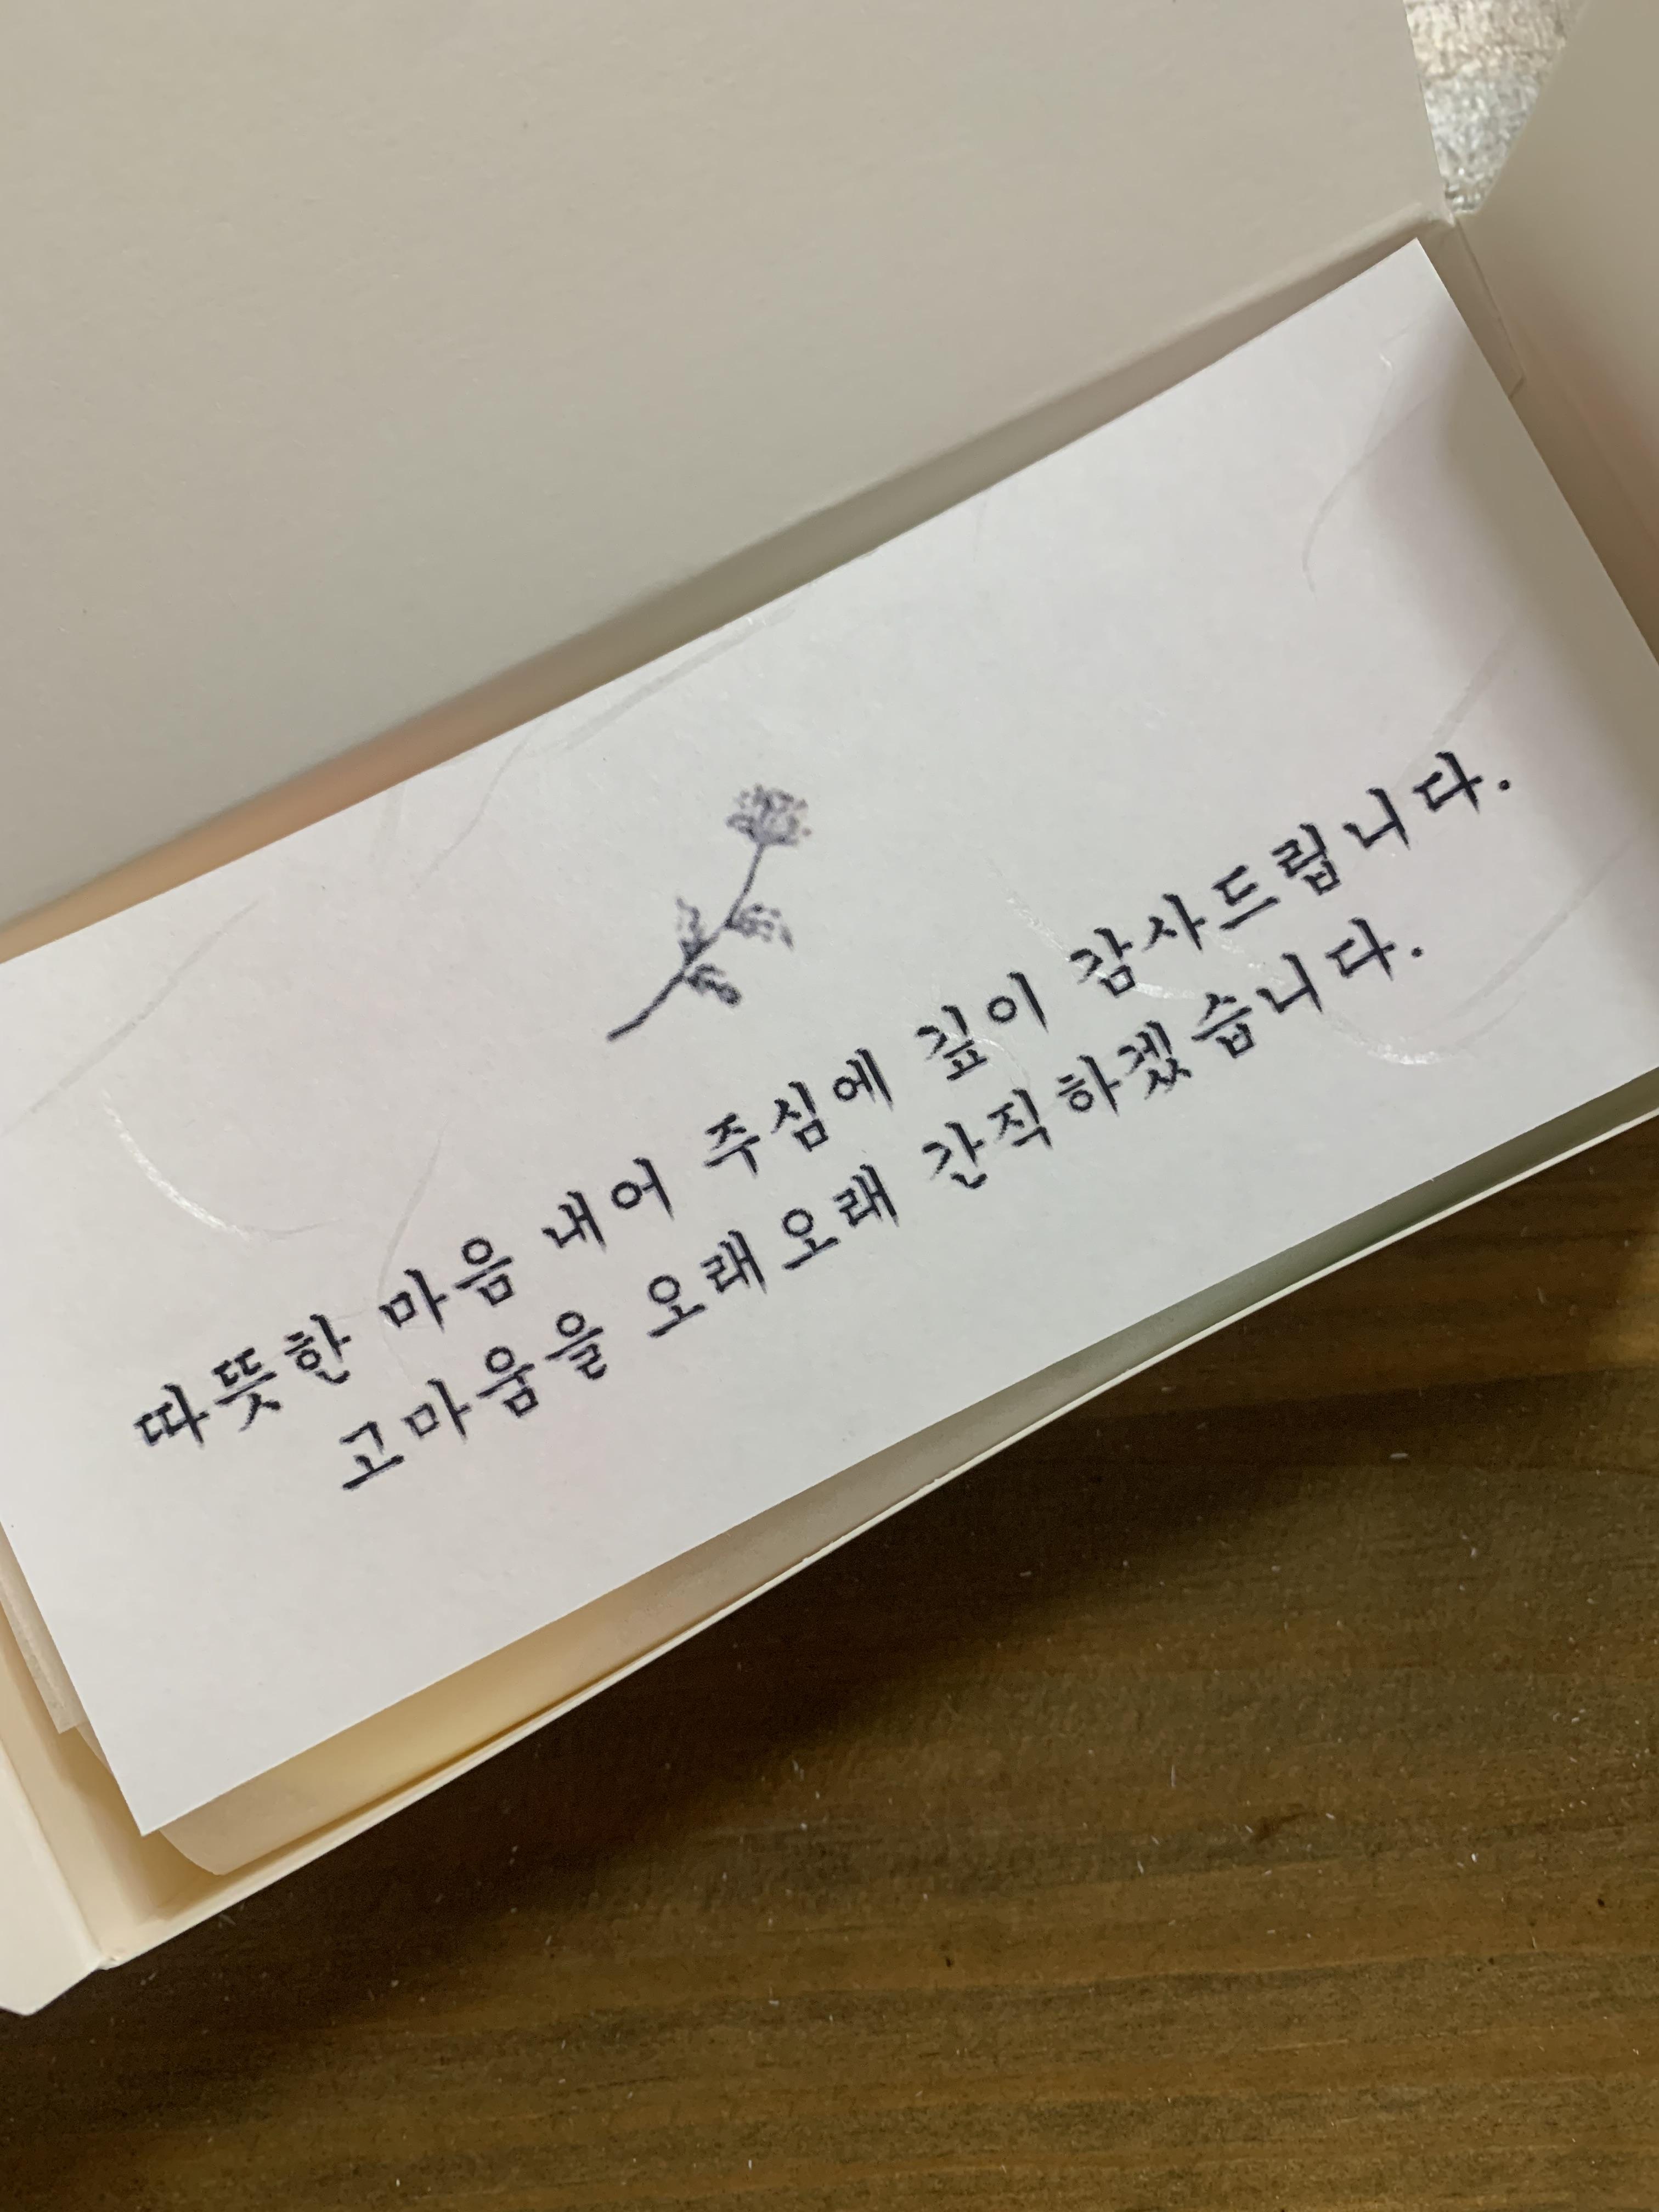 따뜻한 마음 내어 주심에 깊이 감사드립니다.
고마움을 오래오래 간직하겠습니다.